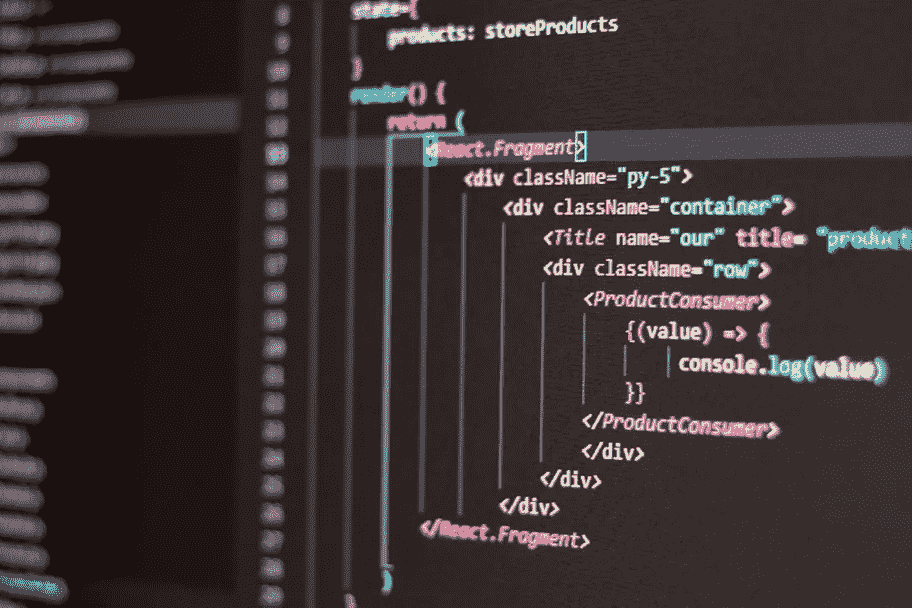 state={
products: storeProducts
}
render() {
return (
<React.Fragment>
<div className="py-5">
<div className="container">
<Title name="our" title= "product
<div className="row">
<ProductConsumer>
{(value) => {
console.log(value)
}}
</ProductConsumer>
</div>
</div>
</div>
</React.Fragment>
)
}